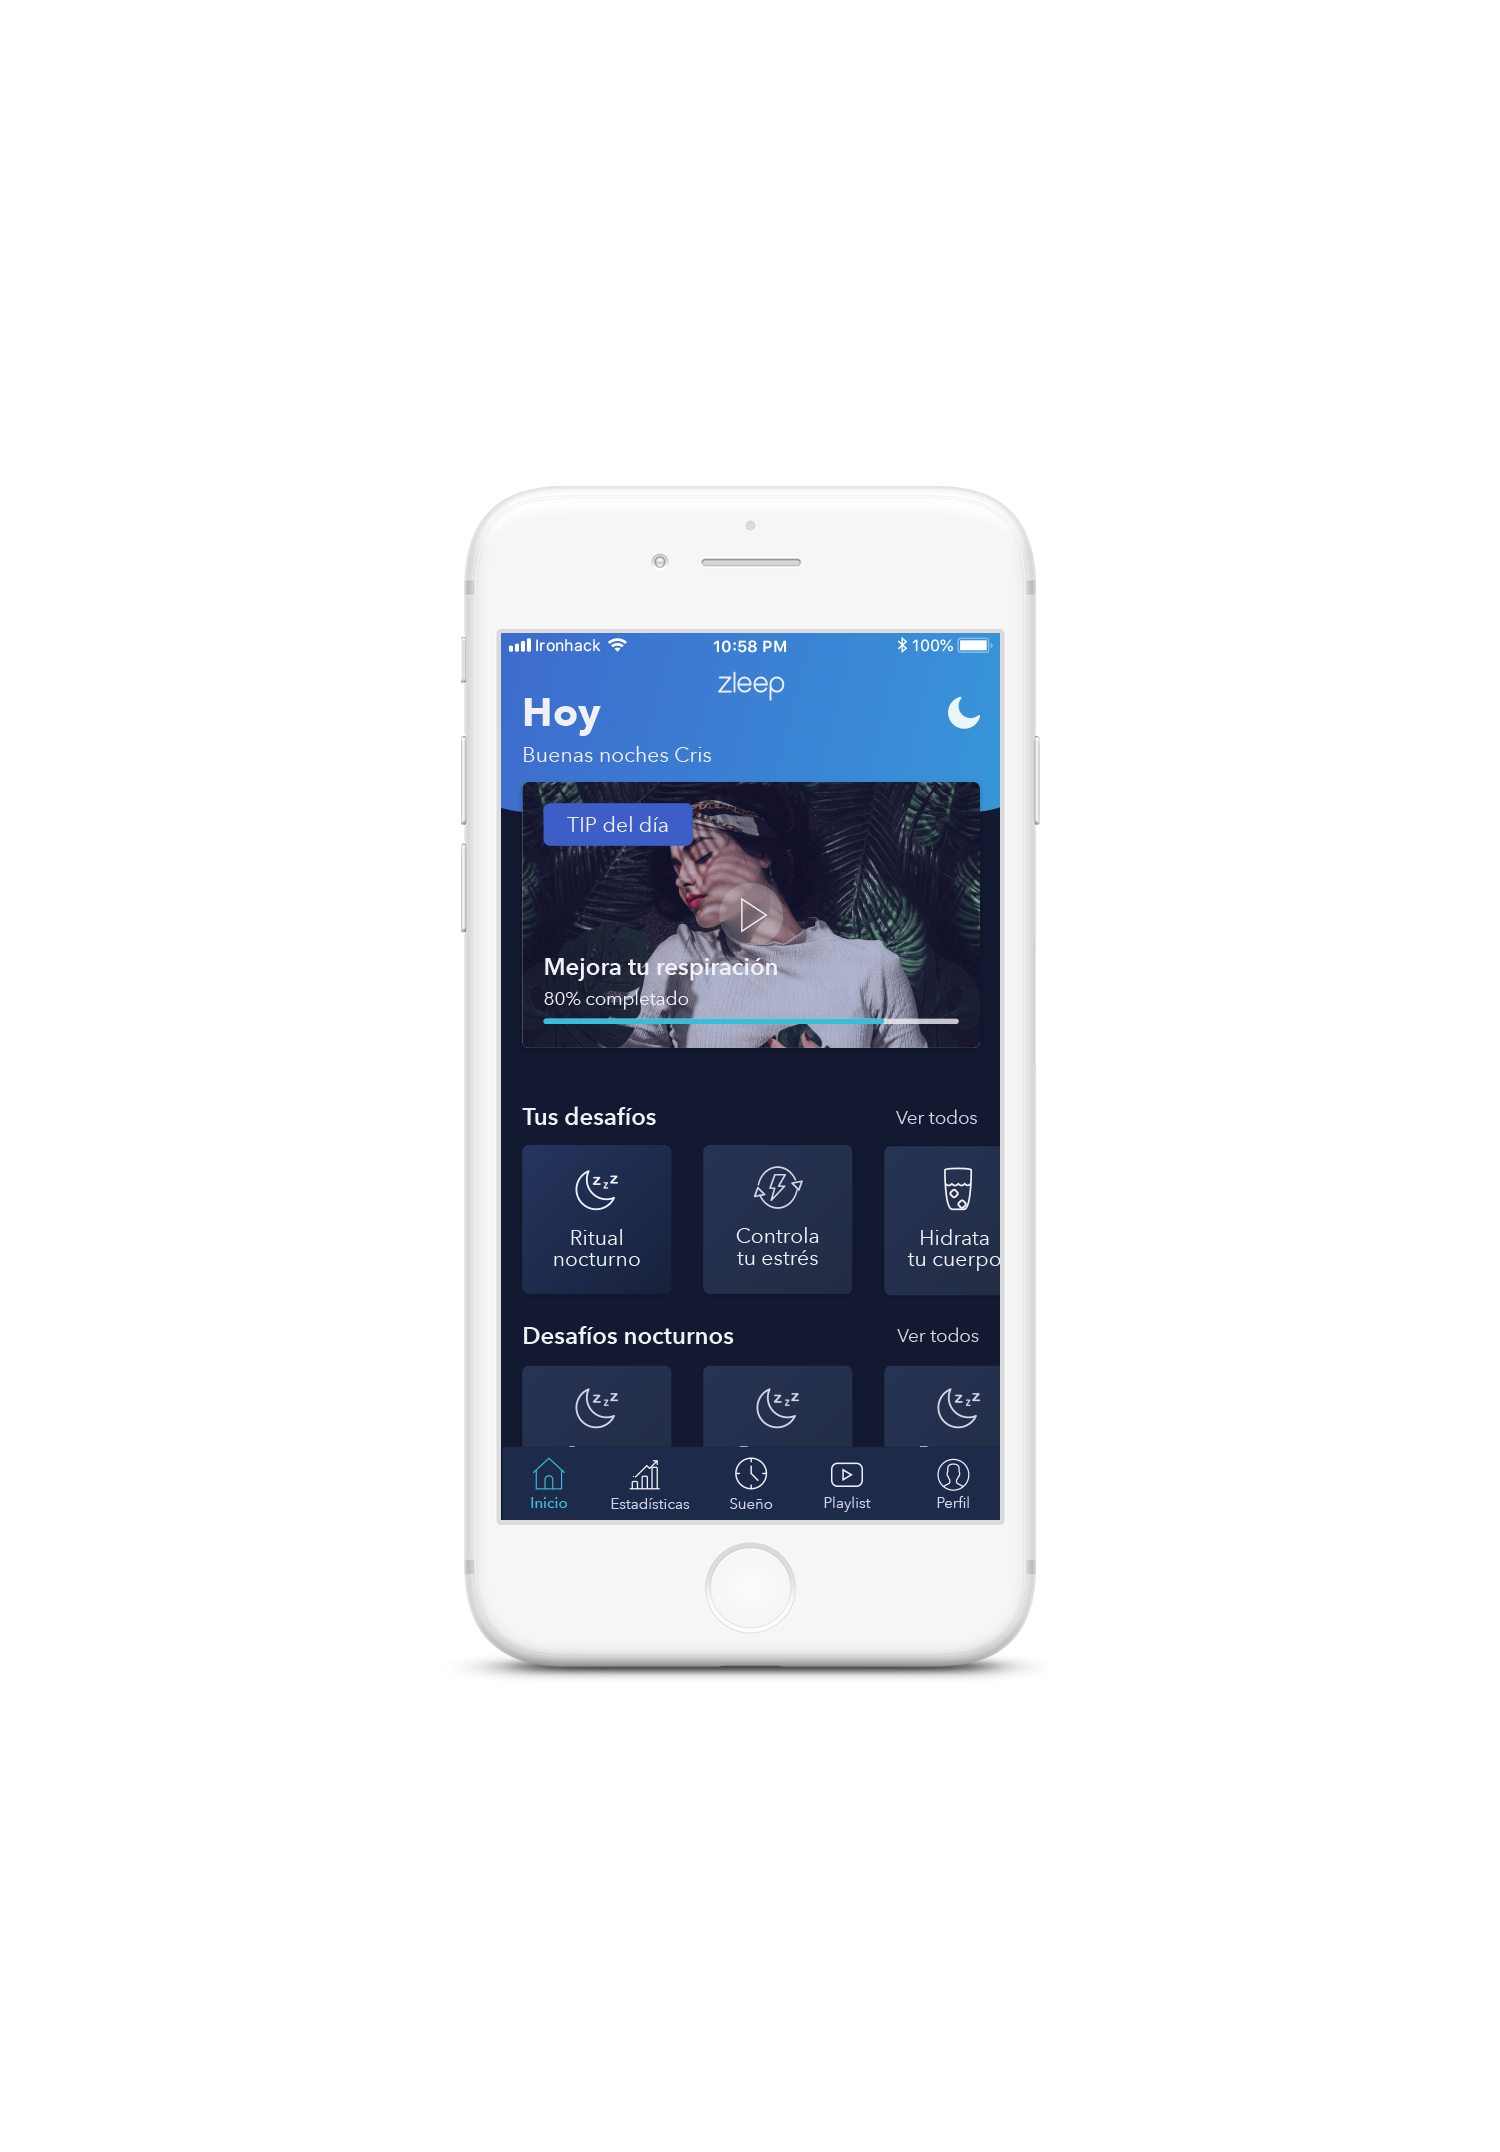 Ironhack 10:58 PM 100%
zleep
Hoy
Buenas noches Cris
TIP del día
Mejora tu respiración
80% completado
Tus desafíos Ver todos
Ritual
nocturno
Controla
tu estrés
Hidrata
tu cuerpo
Desafíos nocturnos Ver todos
z z z
Inicio Estadísticas Sueño Playlist Perfil